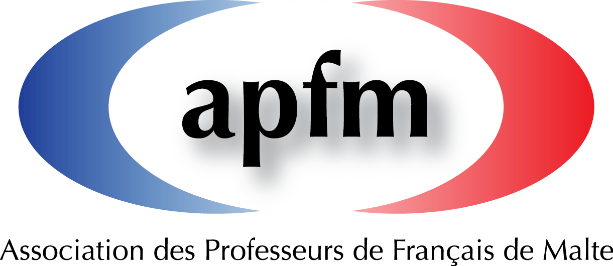 apfm
Association des Professeurs de Français de Malte